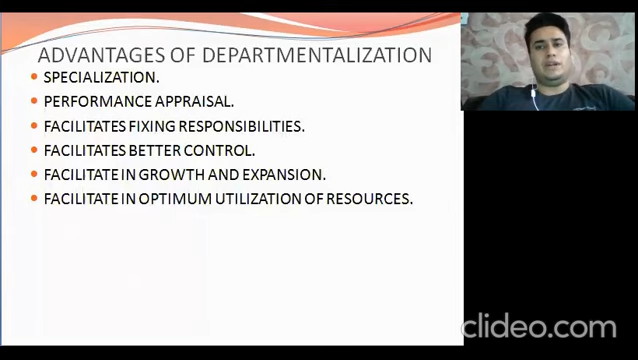 ADVANTAGES OF DEPARTMENTALIZATION
SPECIALIZATION.
PERFORMANCE APPRAISAL.
FACILITATES FIXING RESPONSIBILITIES.
FACILITATES BETTER CONTROL.
FACILITATE IN GROWTH AND EXPANSION.
FACILITATE IN OPTIMUM UTILIZATION OF RESOURCES.
clideo.com